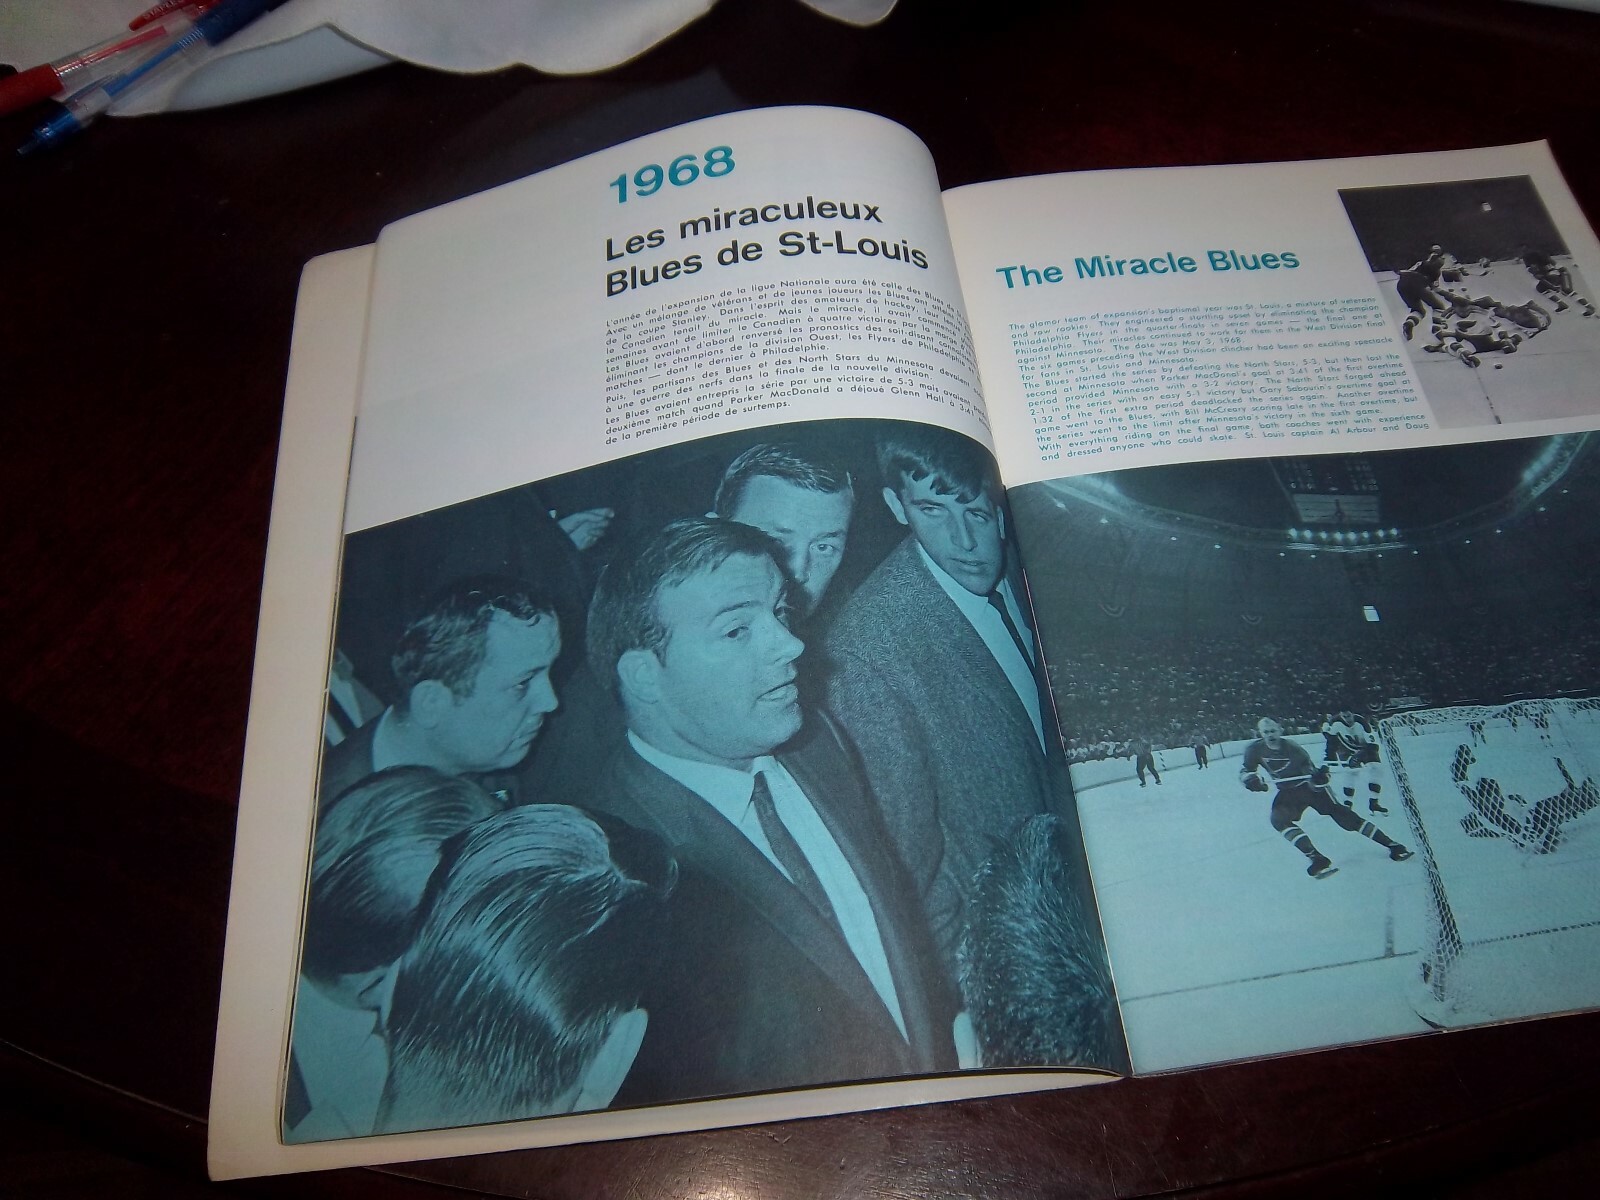 1968
Les miraculeux
Blues de St-Louis
L'année de l'expansion de la ligue Nationale aura été celle des Blues
Avec un mélange de vétérans et de jeunes joueurs les Blues ont
de la coupe Stanley. Dans l'esprit des amateurs de hockey, leur
le Canadien tenait du miracle. Mais le miracle, il avait
semaines avant de limiter le Canadien à quatre victoires par la
Les Blues avaient d'abord renversé les pronostics des soit-disant
éliminant les champions de la division Ouest, les Flyers de Philadelphie
matches — dont le dernier à Philadelphie.
Puis, les partisans des Blues et des North Stars du Minnesota devaient
à une guerre des nerfs dans la finale de la nouvelle division.
Les Blues avaient entrepris la série par une victoire de 5-3 mais avaient
deuxième match quand Parker MacDonald a déjoué Glenn Hall à 3:41
de la première période de surtemps.
The Miracle Blues
The glamor team of expansion's baptismal year was St. Louis, a mixture of veterans
and raw rookies. They engineered a startling upset by eliminating the champion
Philadelphia Flyers in the quarter-finals in seven games — the final one at
Philadelphia. Their miracles continued to work for them in the West Division final
against Minnesota. The date was May 3, 1968.
The six games preceding the West Division clincher had been an exciting spectacle
for fans in St. Louis and Minnesota.
The Blues started the series by defeating the North Stars, 5-3, but then lost the
second at Minnesota when Parker MacDonald's goal at 3:41 of the first overtime
period provided Minnesota with a 3-2 victory. The North Stars forged ahead
2-1 in the series with an easy 5-1 victory but Gary Sabourin's overtime goal at
1:32 of the first extra period deadlocked the series again. Another overtime
game went to the Blues, with Bill McCreary scoring late in the first overtime, but
the series went to the limit after Minnesota's victory in the sixth game.
With everything riding on the final game, both coaches went with experience
and dressed anyone who could skate. St. Louis captain Al Arbour and Doug